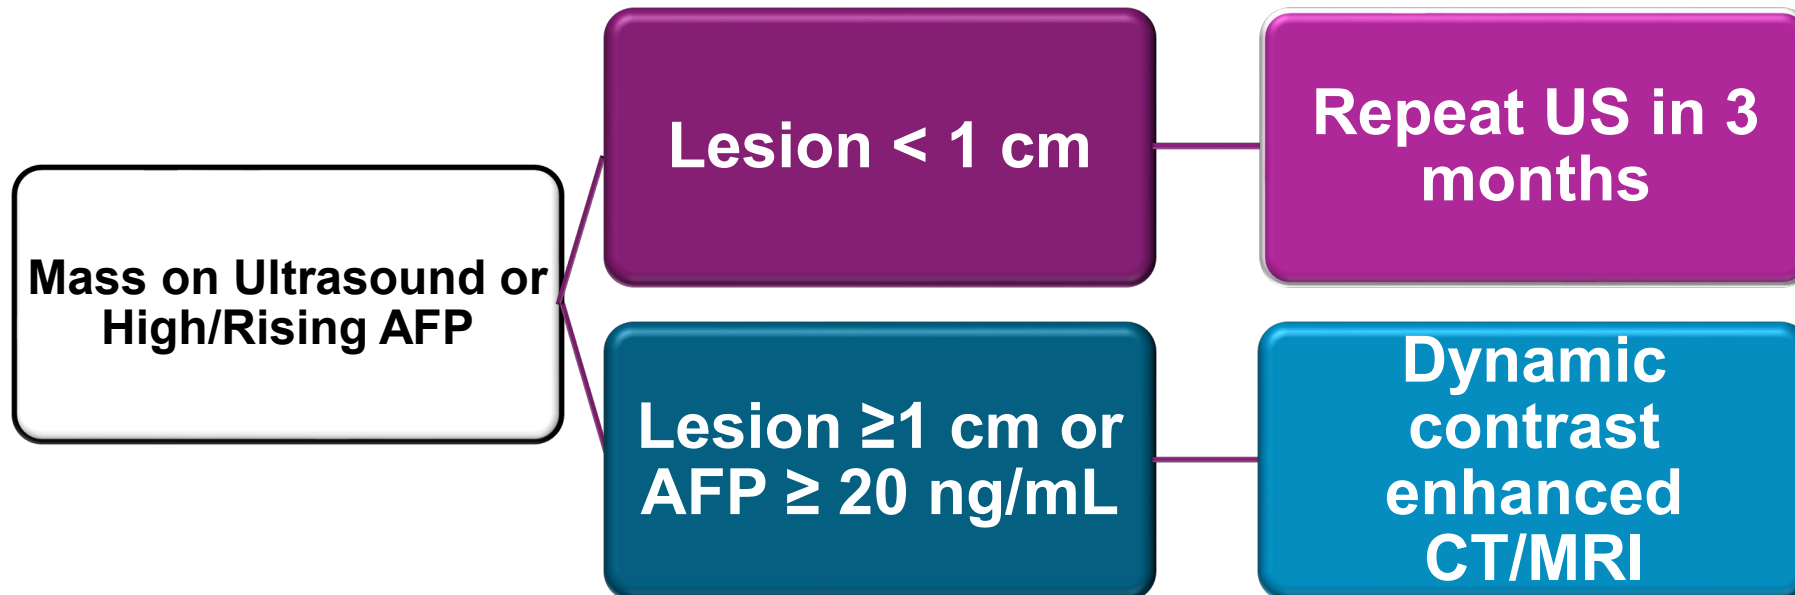 Mass on Ultrasound or
High/Rising AFP
Lesion < 1 cm
Repeat US in 3
months
Lesion ≥1 cm or
AFP ≥ 20 ng/mL
Dynamic
contrast
enhanced
CT/MRI